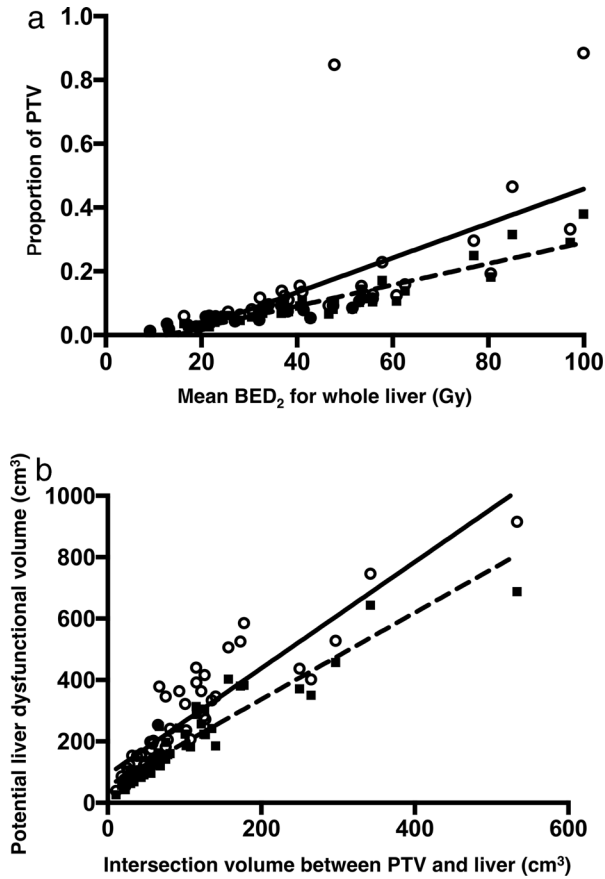 a
1.0
0.8
0.6
0.4
0.2
0.0
Proportion of PTV
0 20 40 60 80 100
Mean BED₂ for whole liver (Gy)
b
1000
800
600
400
200
0
Potential liver dysfunctional volume (cm³)
0 200 400 600
Intersection volume between PTV and liver (cm³)